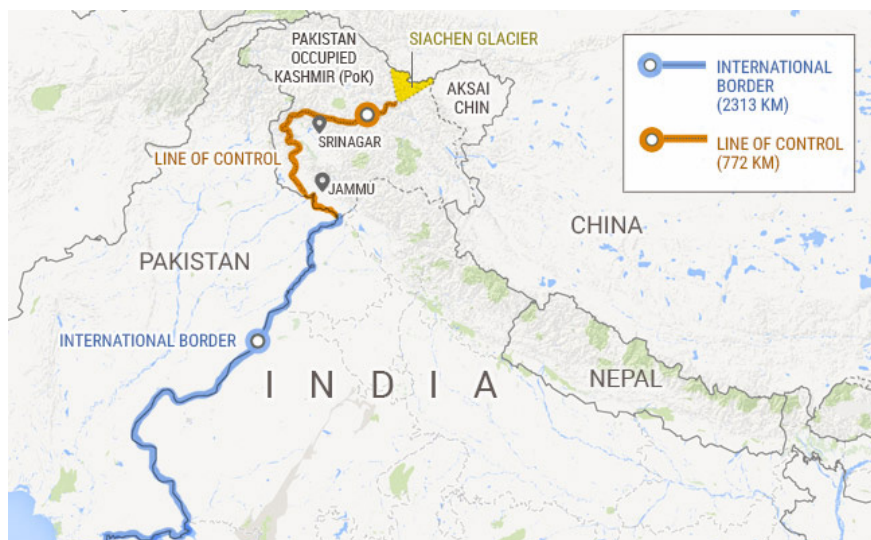 PAKISTAN
OCCUPIED
KASHMIR (PoK)
SIACHEN GLACIER
AKSAI
CHIN
SRINAGAR
LINE OF CONTROL
JAMMU
PAKISTAN
CHINA
INTERNATIONAL BORDER
INDIA
NEPAL
INTERNATIONAL
BORDER
(2313 KM)
LINE OF CONTROL
(772 KM)